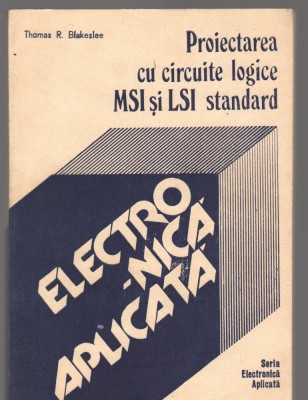 Thomas R. Blakeslee
Proiectarea
cu circuite logice
MSI și LSI standard
ELECTRO
-NICĂ
APLICATĂ
Seria
Electronică
Aplicată